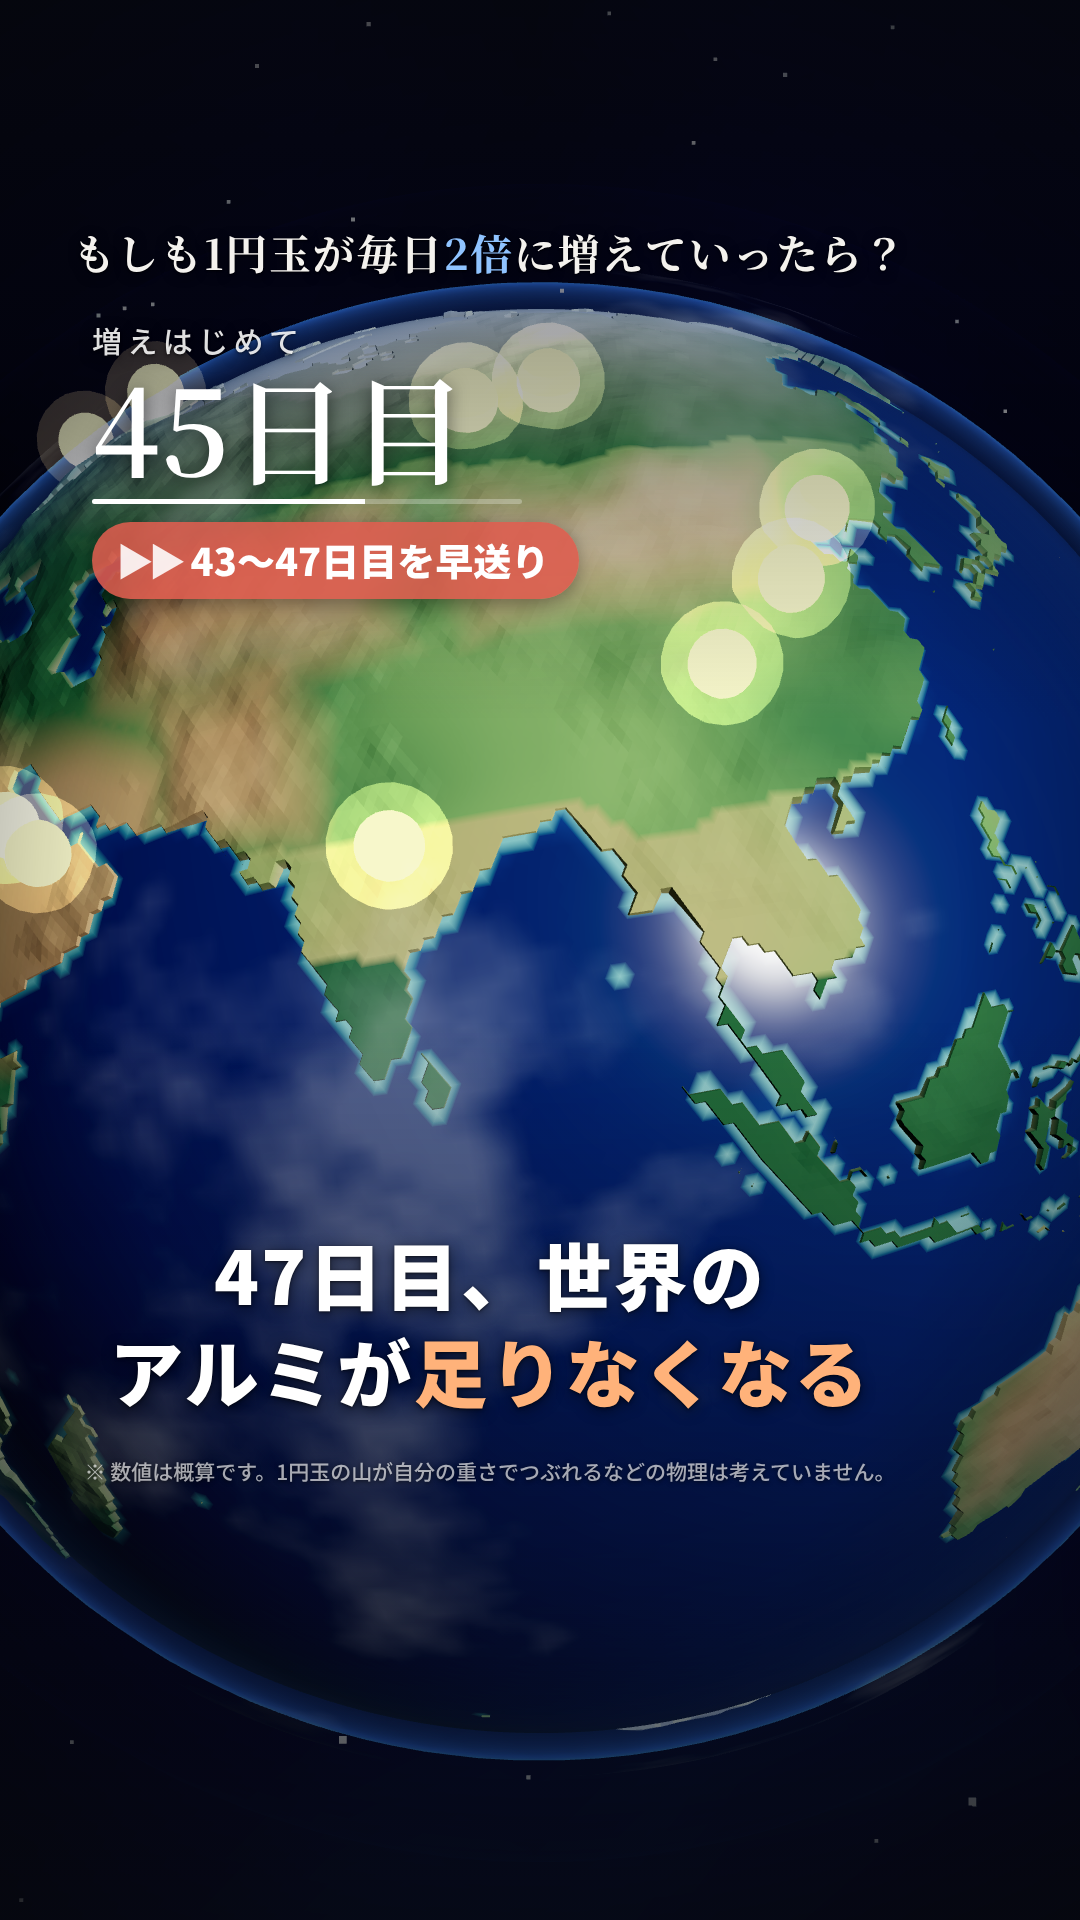 もしも1円玉が毎日2倍に増えていったら？
増えはじめて
45日目
▶▶43〜47日目を早送り
47日目、世界の
アルミが足りなくなる
※ 数値は概算です。1円玉の山が自分の重さでつぶれるなどの物理は考えていません。